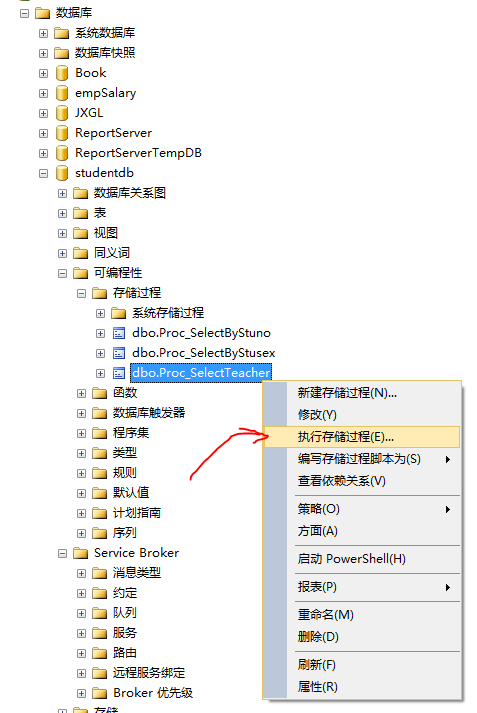 数据库
系统数据库
数据库快照
Book
empSalary
JXGL
ReportServer
ReportServerTempDB
studentdb
数据库关系图
表
视图
同义词
可编程性
存储过程
系统存储过程
dbo.Proc_SelectByStuno
dbo.Proc_SelectByStusex
dbo.Proc_SelectTeacher
函数
数据库触发器
程序集
类型
规则
默认值
计划指南
序列
Service Broker
消息类型
约定
队列
服务
路由
远程服务绑定
Broker 优先级
存储
新建存储过程(N)...
修改(Y)
执行存储过程(E)...
编写存储过程脚本为(S)
查看依赖关系(V)
策略(O)
方面(A)
启动 PowerShell(H)
报表(P)
重命名(M)
删除(D)
刷新(F)
属性(R)